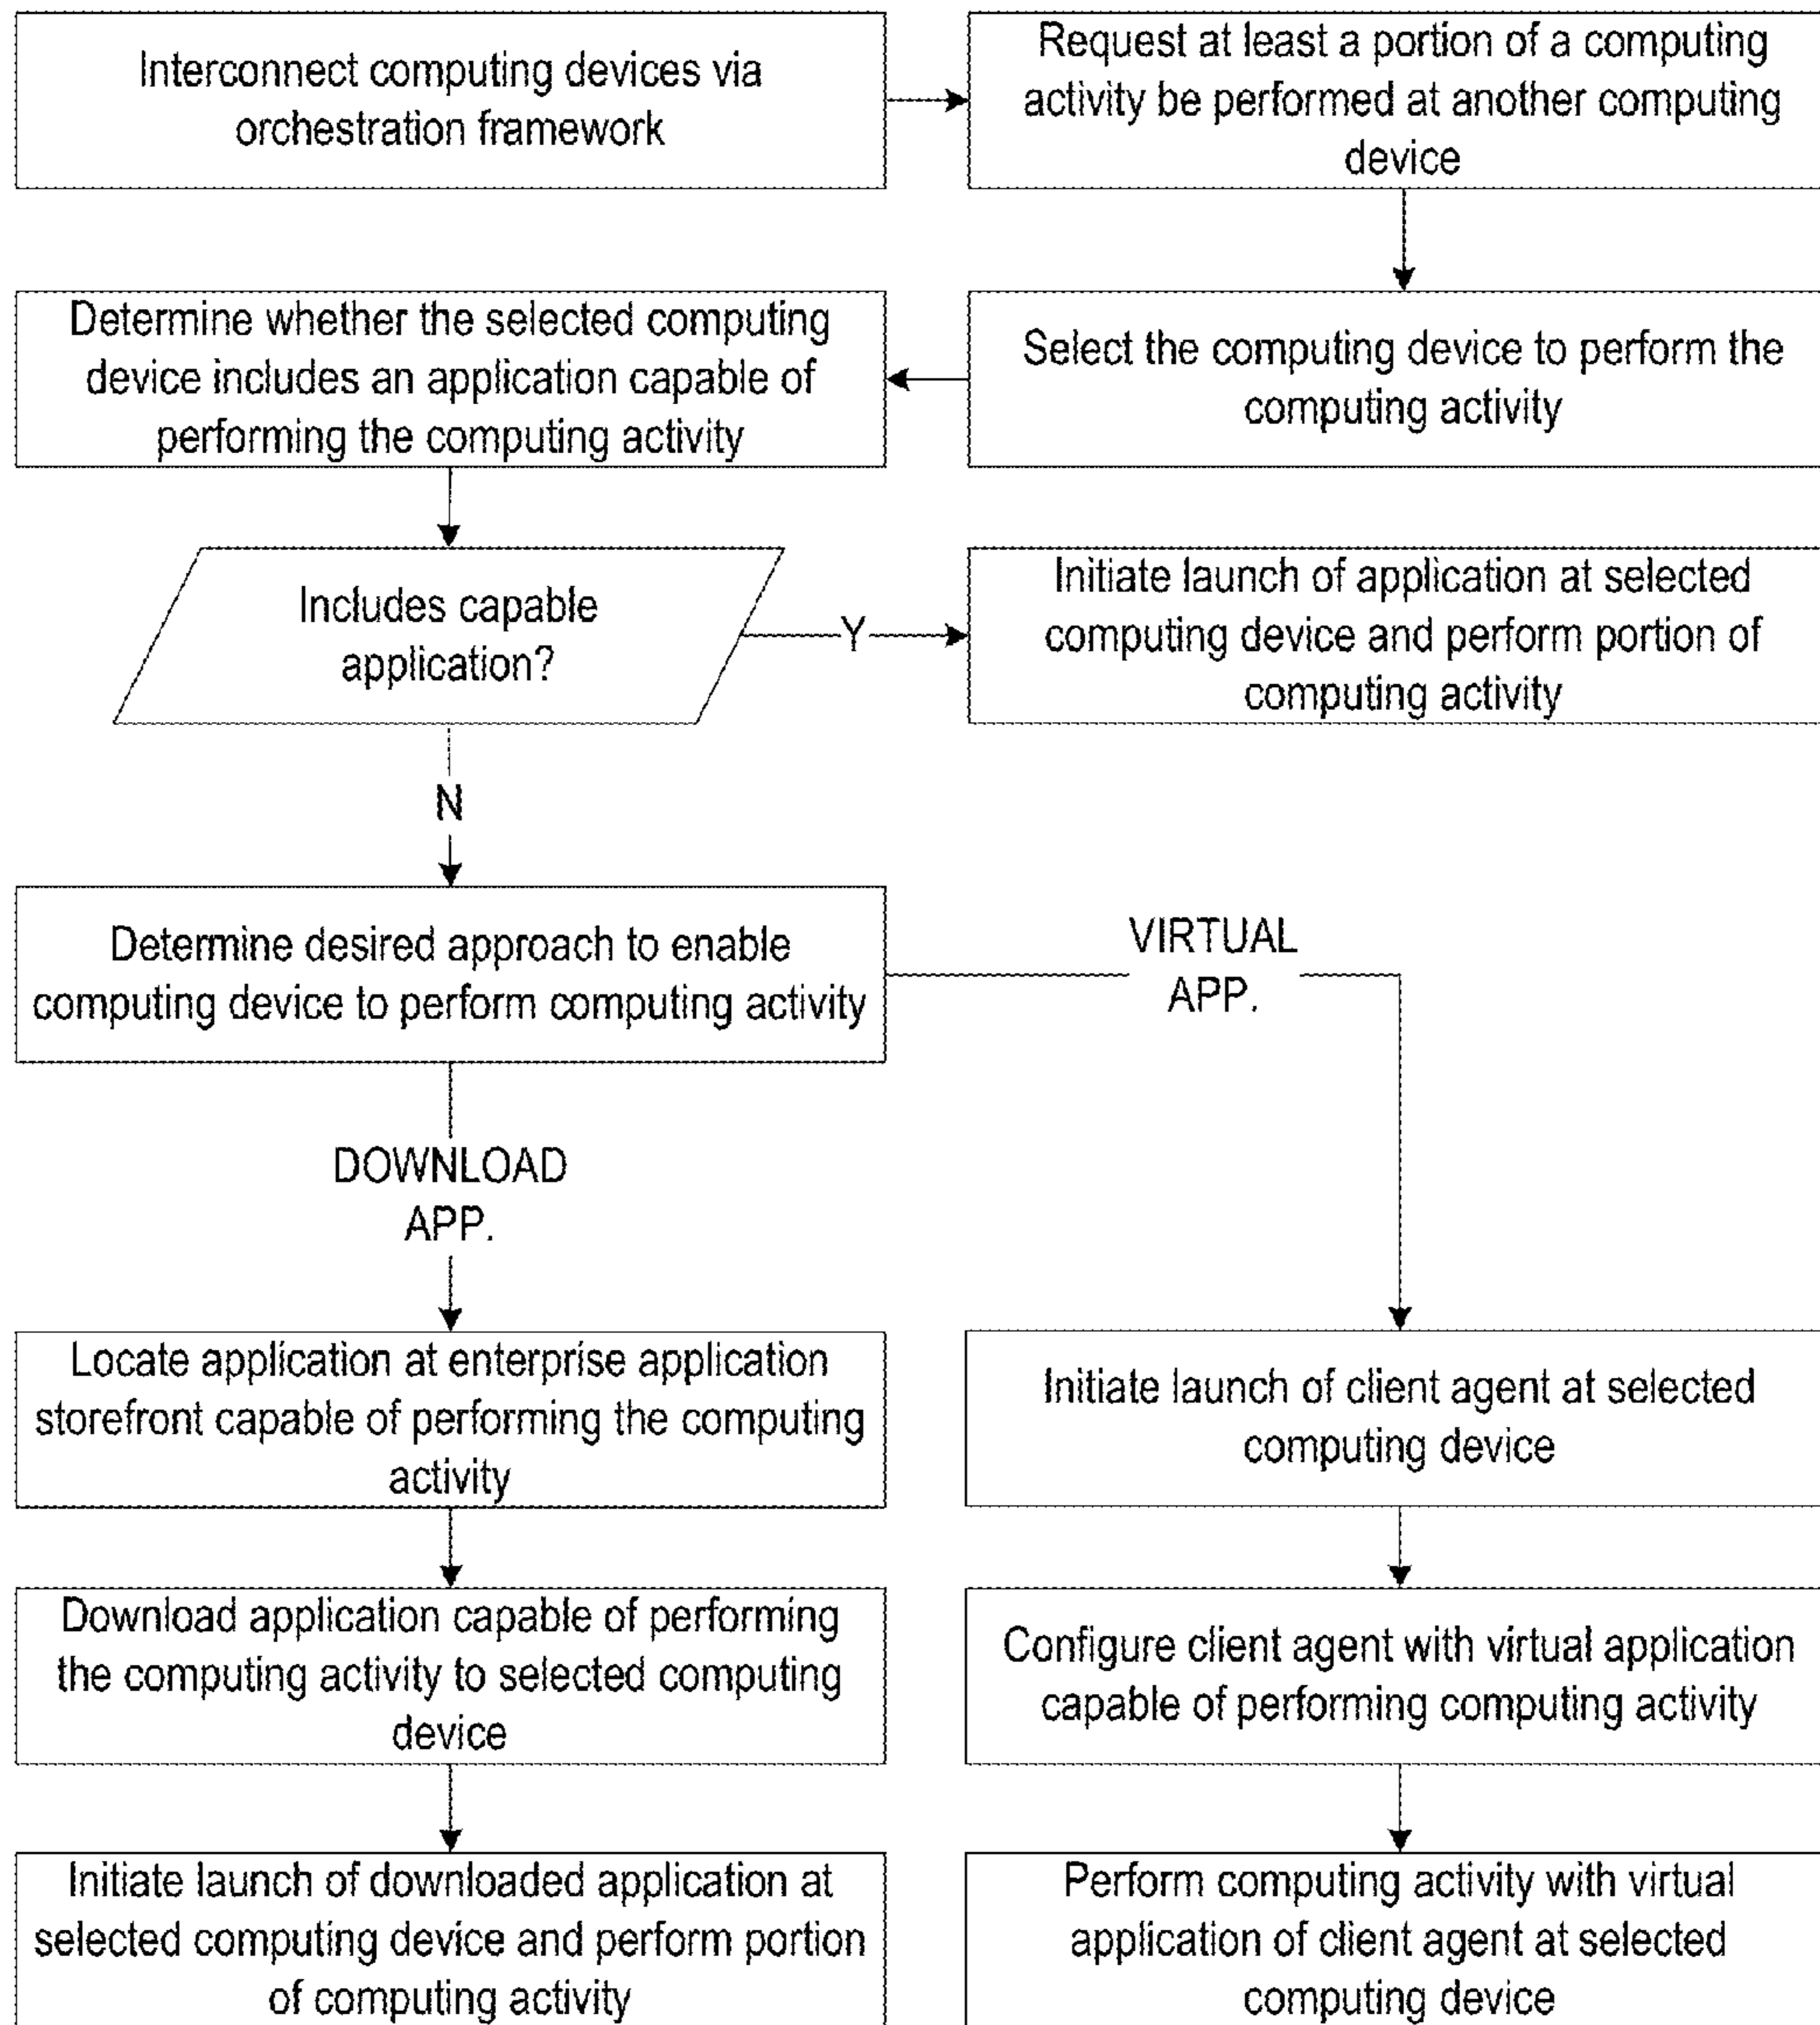 Interconnect computing devices via
orchestration framework
Request at least a portion of a computing
activity be performed at another computing
device
Select the computing device to perform the
computing activity
Determine whether the selected computing
device includes an application capable of
performing the computing activity
Includes capable
application?
Y
Initiate launch of application at selected
computing device and perform portion of
computing activity
N
Determine desired approach to enable
computing device to perform computing activity
VIRTUAL
APP.
DOWNLOAD
APP.
Locate application at enterprise application
storefront capable of performing the computing
activity
Download application capable of performing
the computing activity to selected computing
device
Initiate launch of downloaded application at
selected computing device and perform portion
of computing activity
Initiate launch of client agent at selected
computing device
Configure client agent with virtual application
capable of performing computing activity
Perform computing activity with virtual
application of client agent at selected
computing device